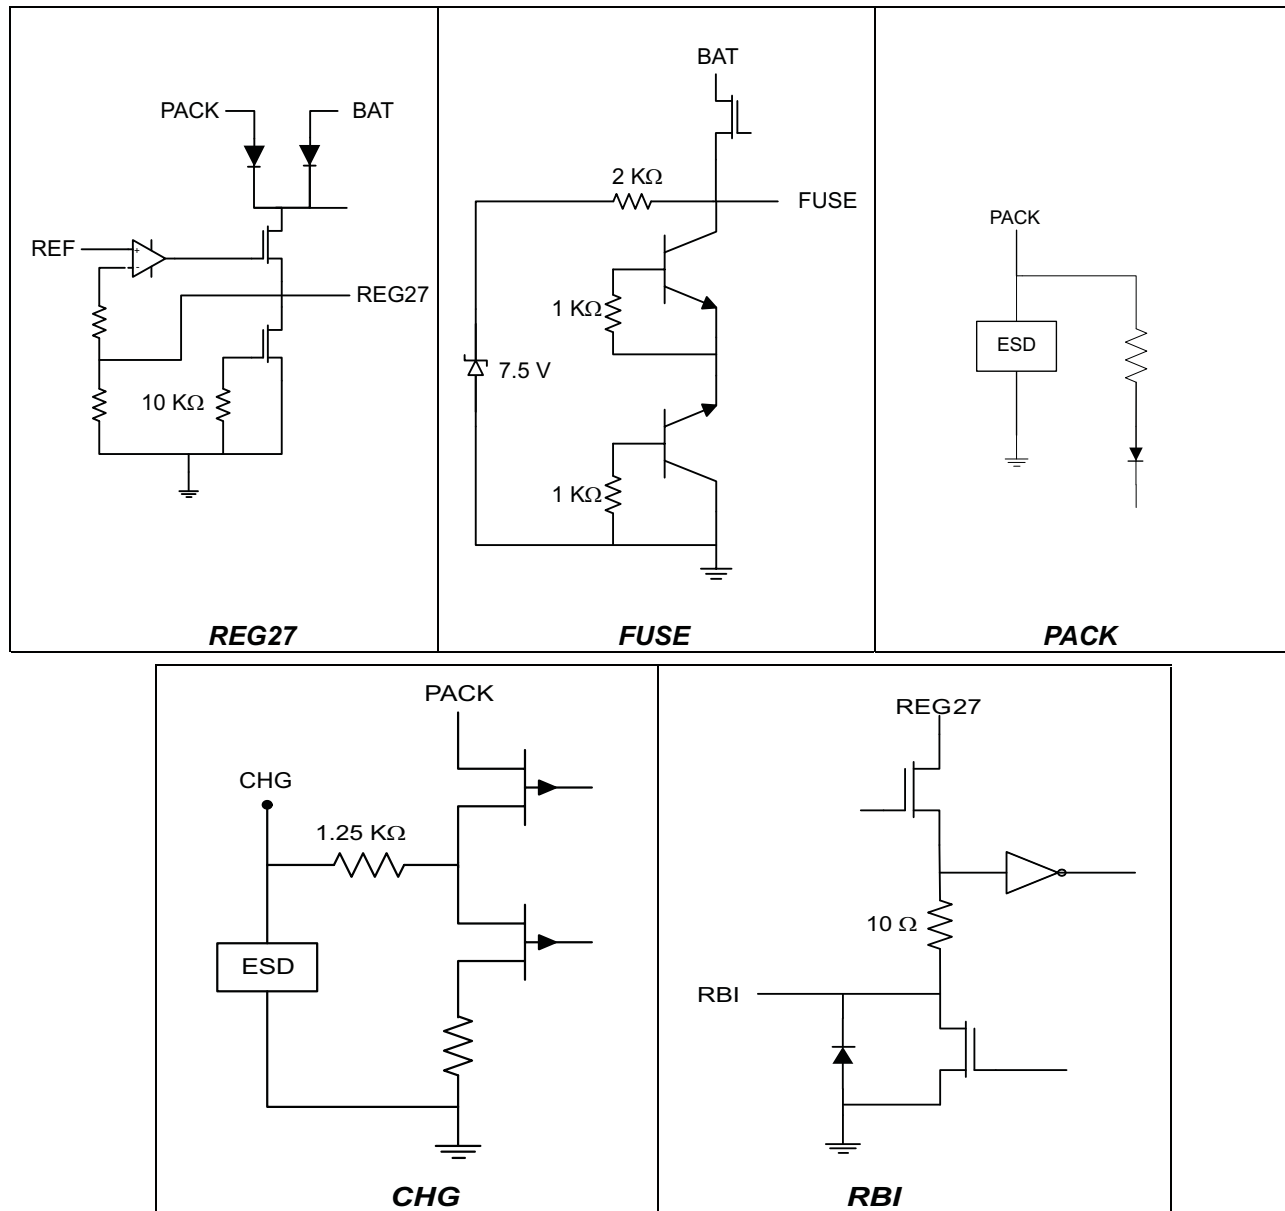 PACK
BAT
REF
+
-
REG27
10 KΩ
REG27
BAT
2 KΩ
FUSE
1 KΩ
7.5 V
1 KΩ
FUSE
PACK
ESD
PACK
PACK
CHG
1.25 KΩ
ESD
CHG
REG27
10 Ω
RBI
RBI